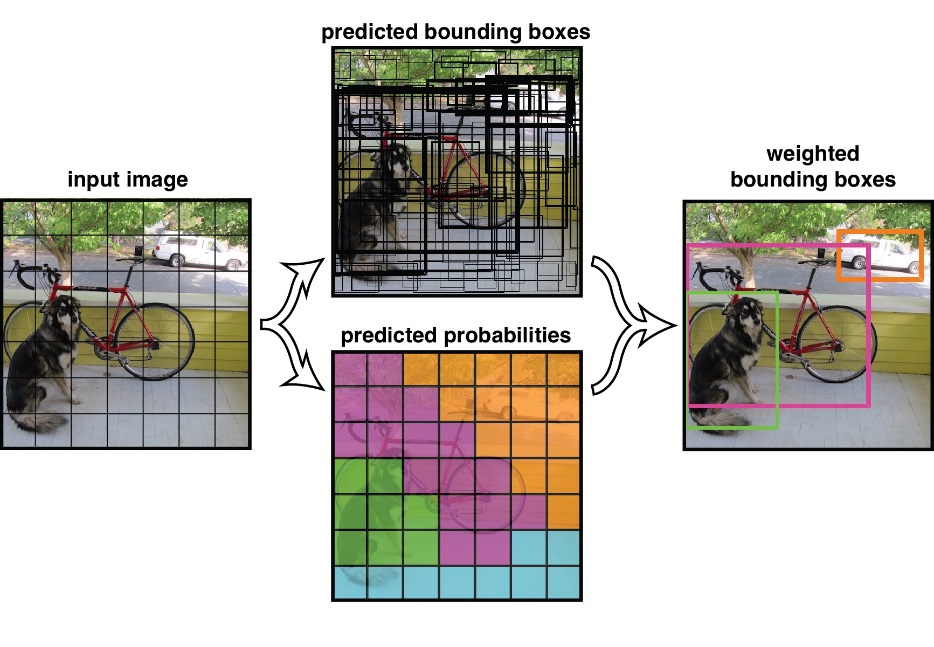 predicted bounding boxes
input image
predicted probabilities
weighted
bounding boxes